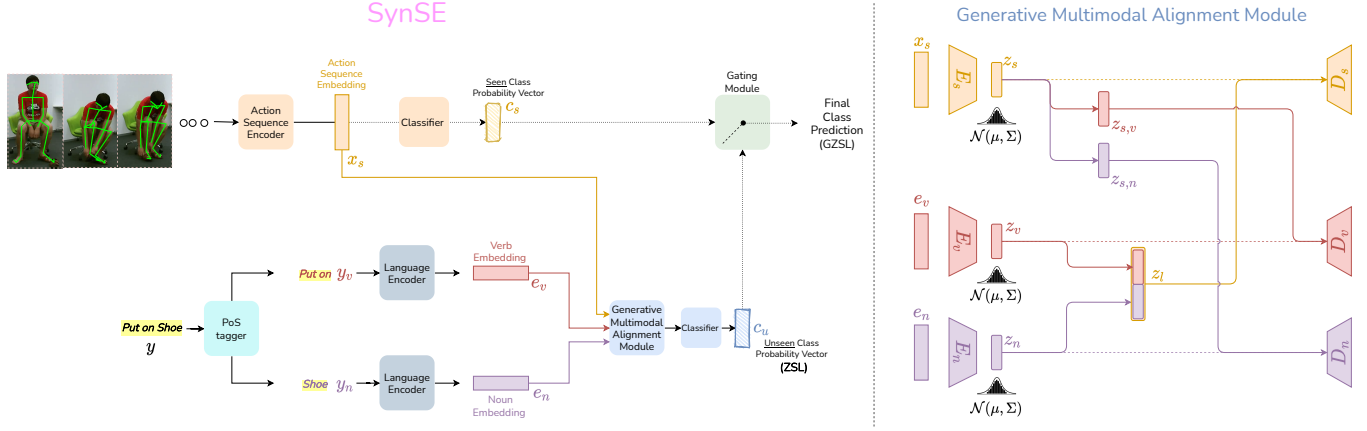 SynSE
Action
Sequence
Embedding
Seen Class
Probability Vector
c_s
Gating
Module
Action
Sequence
Encoder
Classifier
x_s
Final
Class
Prediction
(GZSL)
Verb
Embedding
Put on y_v
Language
Encoder
e_v
Put on Shoe
y
PoS
tagger
Generative
Multimodal
Alignment
Module
Classifier
c_u
Unseen Class
Probability Vector
(ZSL)
Shoe y_n
Language
Encoder
e_n
Noun
Embedding
Generative Multimodal Alignment Module
x_s
E_s
z_s
N(μ, Σ)
z_{s,v}
z_{s,n}
D_s
e_v
E_v
z_v
N(μ, Σ)
z_l
D_v
e_n
E_n
z_n
N(μ, Σ)
D_n